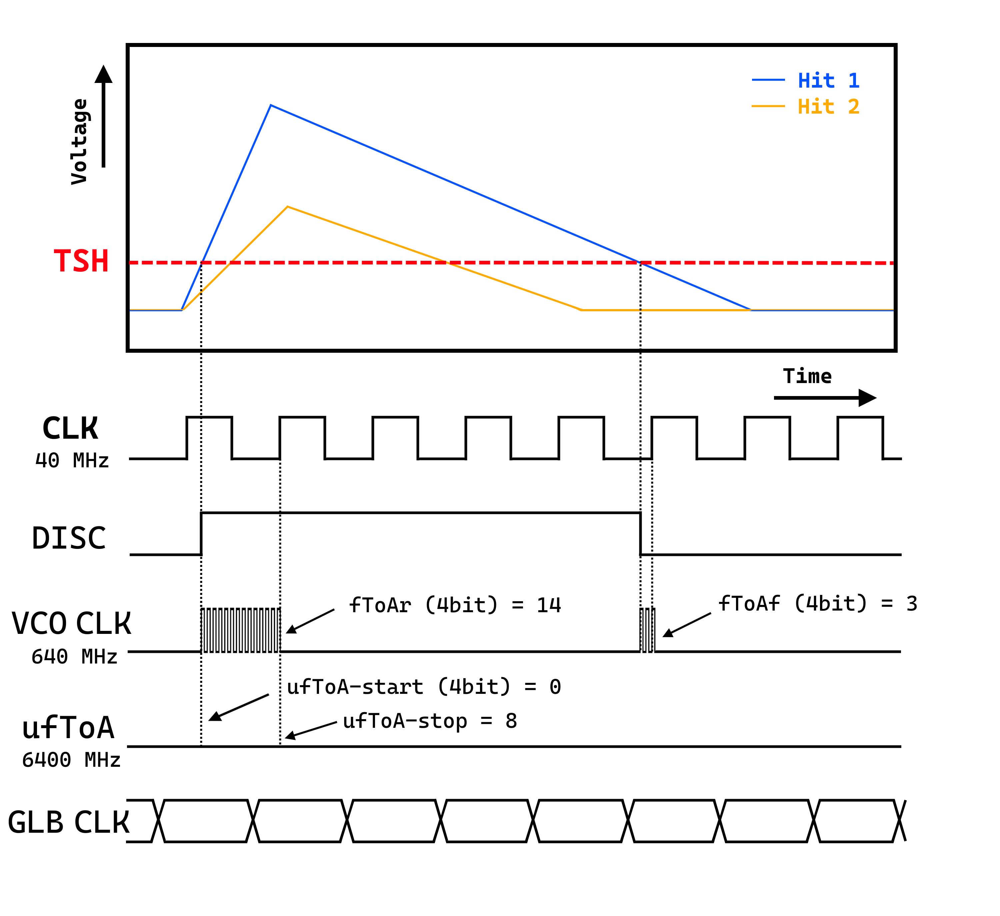 Hit 1
Hit 2
Voltage
TSH
Time
CLK
40 MHz
DISC
fToAr (4bit) = 14
fToAf (4bit) = 3
VCO CLK
640 MHz
ufToA-start (4bit) = 0
ufToA-stop = 8
ufToA
6400 MHz
GLB CLK